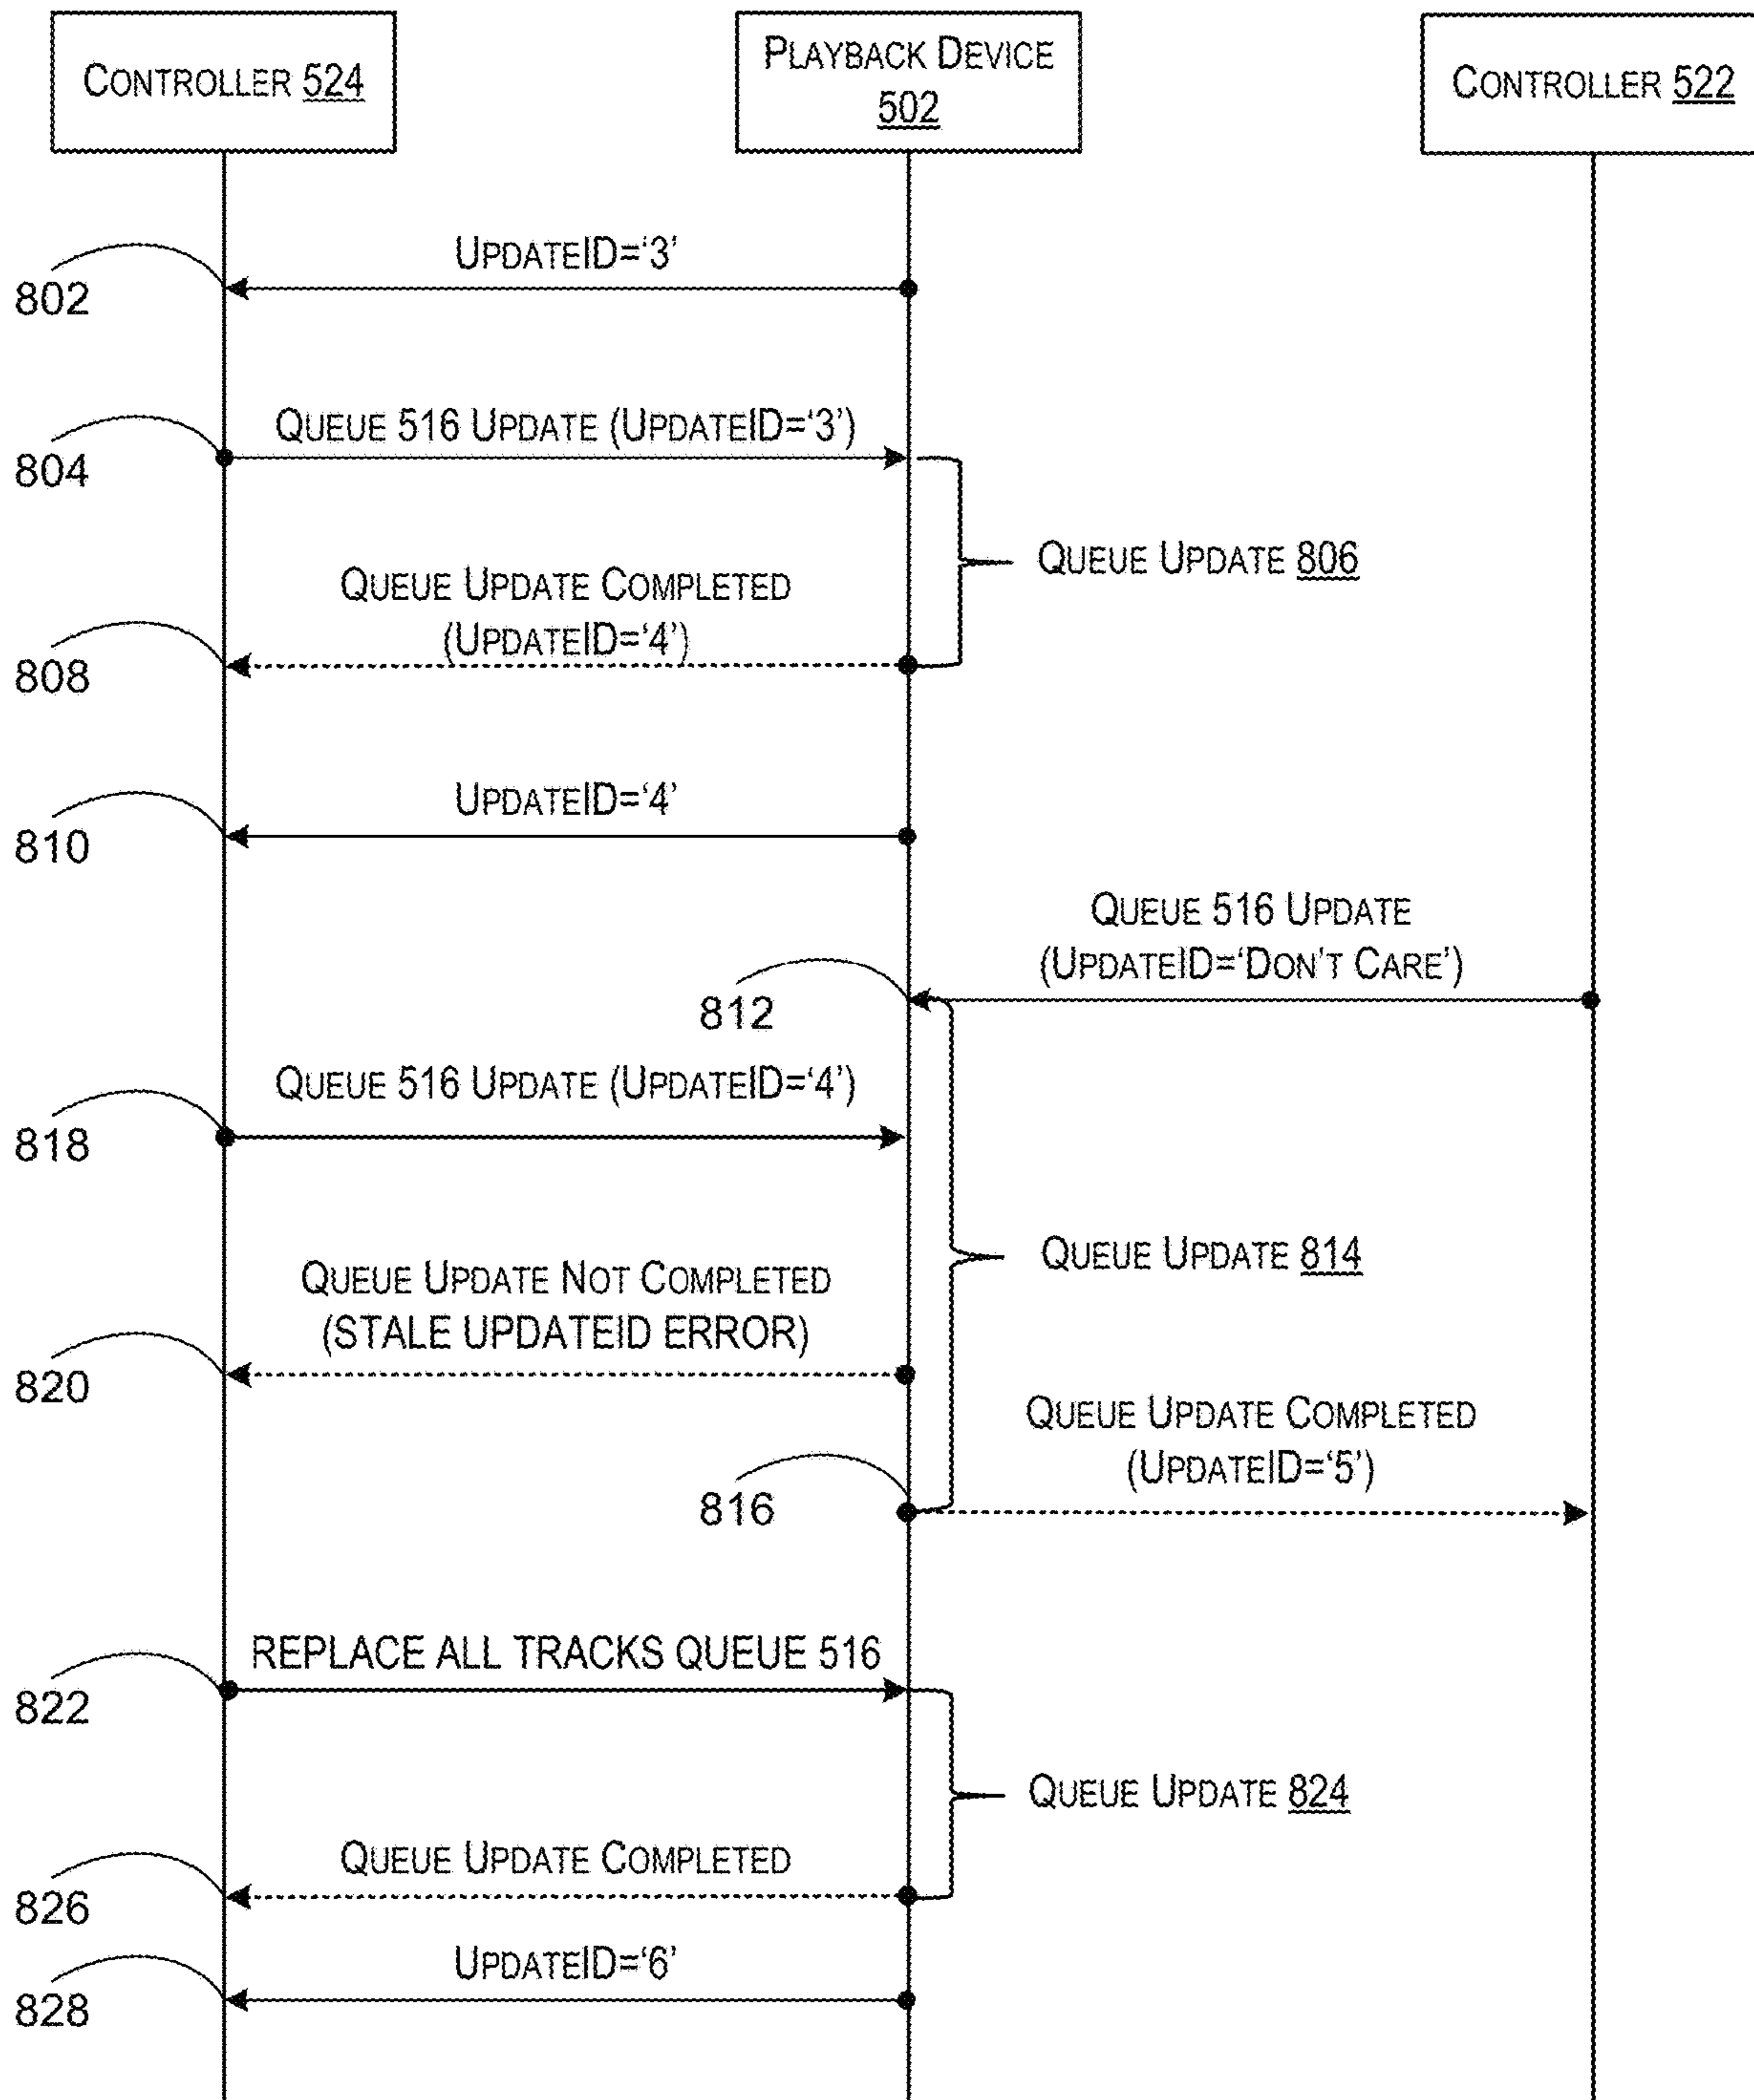 CONTROLLER 524
PLAYBACK DEVICE
502
CONTROLLER 522
UPDATEID=‘3’
802
QUEUE 516 UPDATE (UPDATEID=‘3’)
804
QUEUE UPDATE 806
QUEUE UPDATE COMPLETED
(UPDATEID=‘4’)
808
UPDATEID=‘4’
810
QUEUE 516 UPDATE
(UPDATEID=‘DON'T CARE’)
812
QUEUE 516 UPDATE (UPDATEID=‘4’)
818
QUEUE UPDATE 814
QUEUE UPDATE NOT COMPLETED
(STALE UPDATEID ERROR)
820
QUEUE UPDATE COMPLETED
(UPDATEID=‘5’)
816
REPLACE ALL TRACKS QUEUE 516
822
QUEUE UPDATE 824
QUEUE UPDATE COMPLETED
826
UPDATEID=‘6’
828